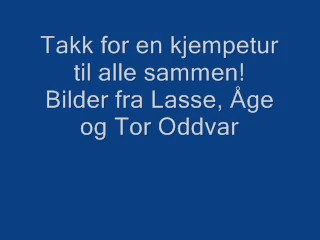 Takk for en kjempetur
til alle sammen!
Bilder fra Lasse, Åge
og Tor Oddvar